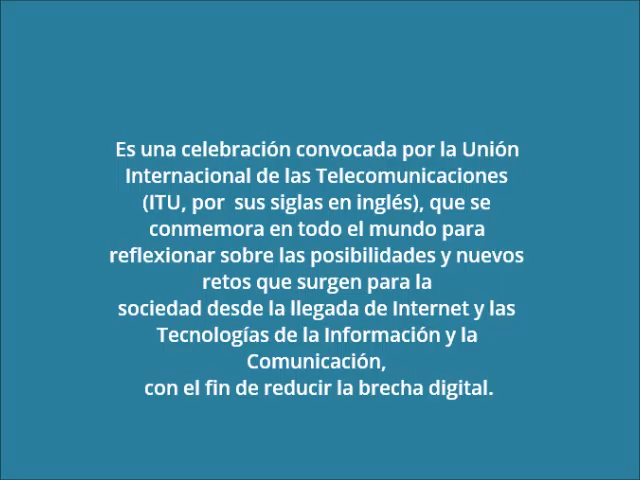 Es una celebración convocada por la Unión
Internacional de las Telecomunicaciones
(ITU, por  sus siglas en inglés), que se
conmemora en todo el mundo para
reflexionar sobre las posibilidades y nuevos
retos que surgen para la
sociedad desde la llegada de Internet y las
Tecnologías de la Información y la
Comunicación,
con el fin de reducir la brecha digital.